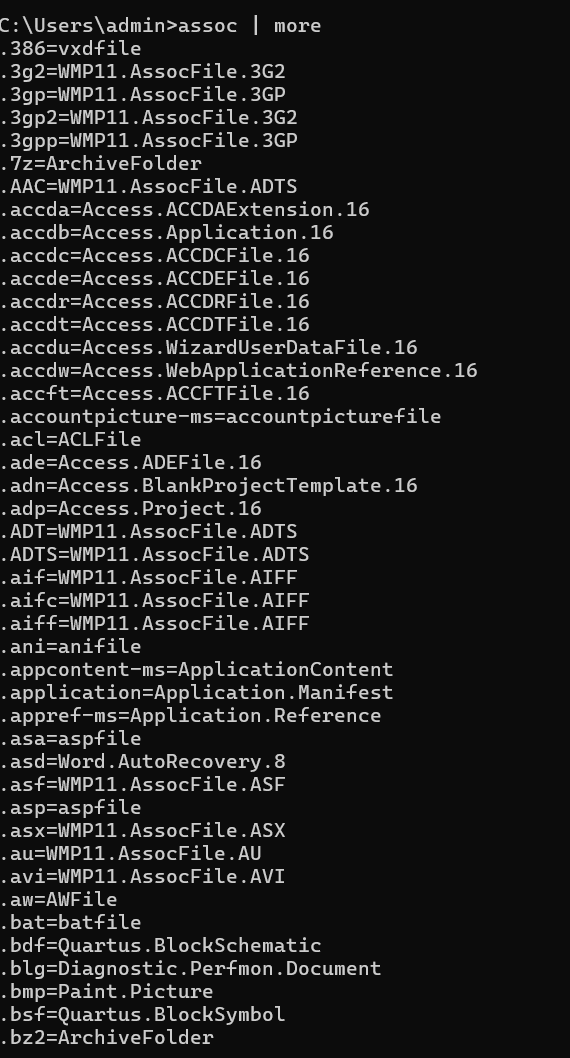 C:\Users\admin>assoc | more
.386=vxdfile
.3g2=WMP11.AssocFile.3G2
.3gp=WMP11.AssocFile.3GP
.3gp2=WMP11.AssocFile.3G2
.3gpp=WMP11.AssocFile.3GP
.7z=ArchiveFolder
.AAC=WMP11.AssocFile.ADTS
.accda=Access.ACCDAExtension.16
.accdb=Access.Application.16
.accdc=Access.ACCDCFile.16
.accde=Access.ACCDEFile.16
.accdr=Access.ACCDRFile.16
.accdt=Access.ACCDTFile.16
.accdu=Access.WizardUserDataFile.16
.accdw=Access.WebApplicationReference.16
.accft=Access.ACCFTFile.16
.accountpicture-ms=accountpicturefile
.acl=ACLFile
.ade=Access.ADEFile.16
.adn=Access.BlankProjectTemplate.16
.adp=Access.Project.16
.ADT=WMP11.AssocFile.ADTS
.ADTS=WMP11.AssocFile.ADTS
.aif=WMP11.AssocFile.AIFF
.aifc=WMP11.AssocFile.AIFF
.aiff=WMP11.AssocFile.AIFF
.ani=anifile
.appcontent-ms=ApplicationContent
.application=Application.Manifest
.appref-ms=Application.Reference
.asa=aspfile
.asd=Word.AutoRecovery.8
.asf=WMP11.AssocFile.ASF
.asp=aspfile
.asx=WMP11.AssocFile.ASX
.au=WMP11.AssocFile.AU
.avi=WMP11.AssocFile.AVI
.aw=AWFile
.bat=batfile
.bdf=Quartus.BlockSchematic
.blg=Diagnostic.Perfmon.Document
.bmp=Paint.Picture
.bsf=Quartus.BlockSymbol
.bz2=ArchiveFolder